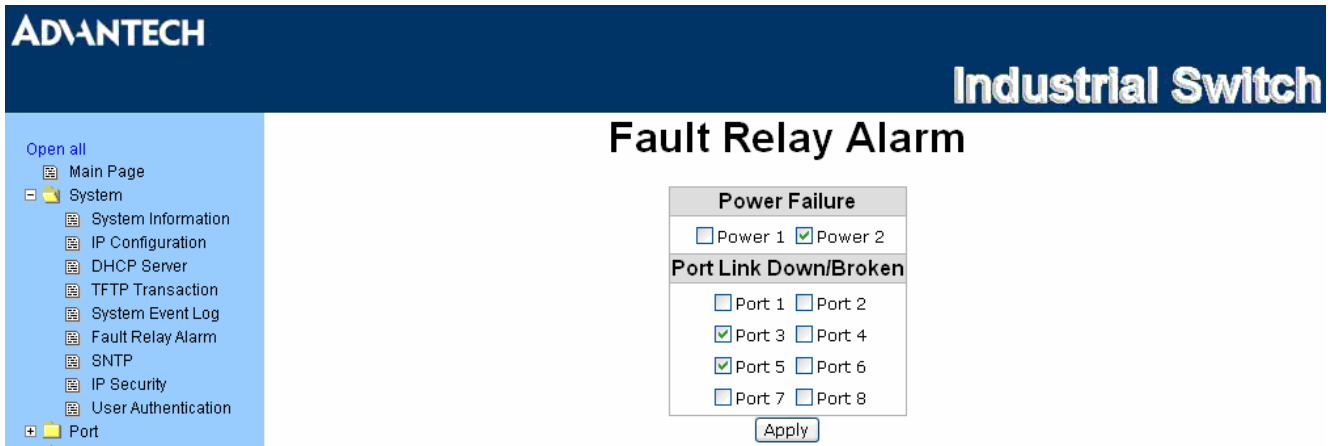 ADVANTECH
Industrial Switch
Open all
Main Page
System
System Information
IP Configuration
DHCP Server
TFTP Transaction
System Event Log
Fault Relay Alarm
SNTP
IP Security
User Authentication
Port
Fault Relay Alarm
Power Failure
Power 1 Power 2
Port Link Down/Broken
Port 1 Port 2
Port 3 Port 4
Port 5 Port 6
Port 7 Port 8
Apply